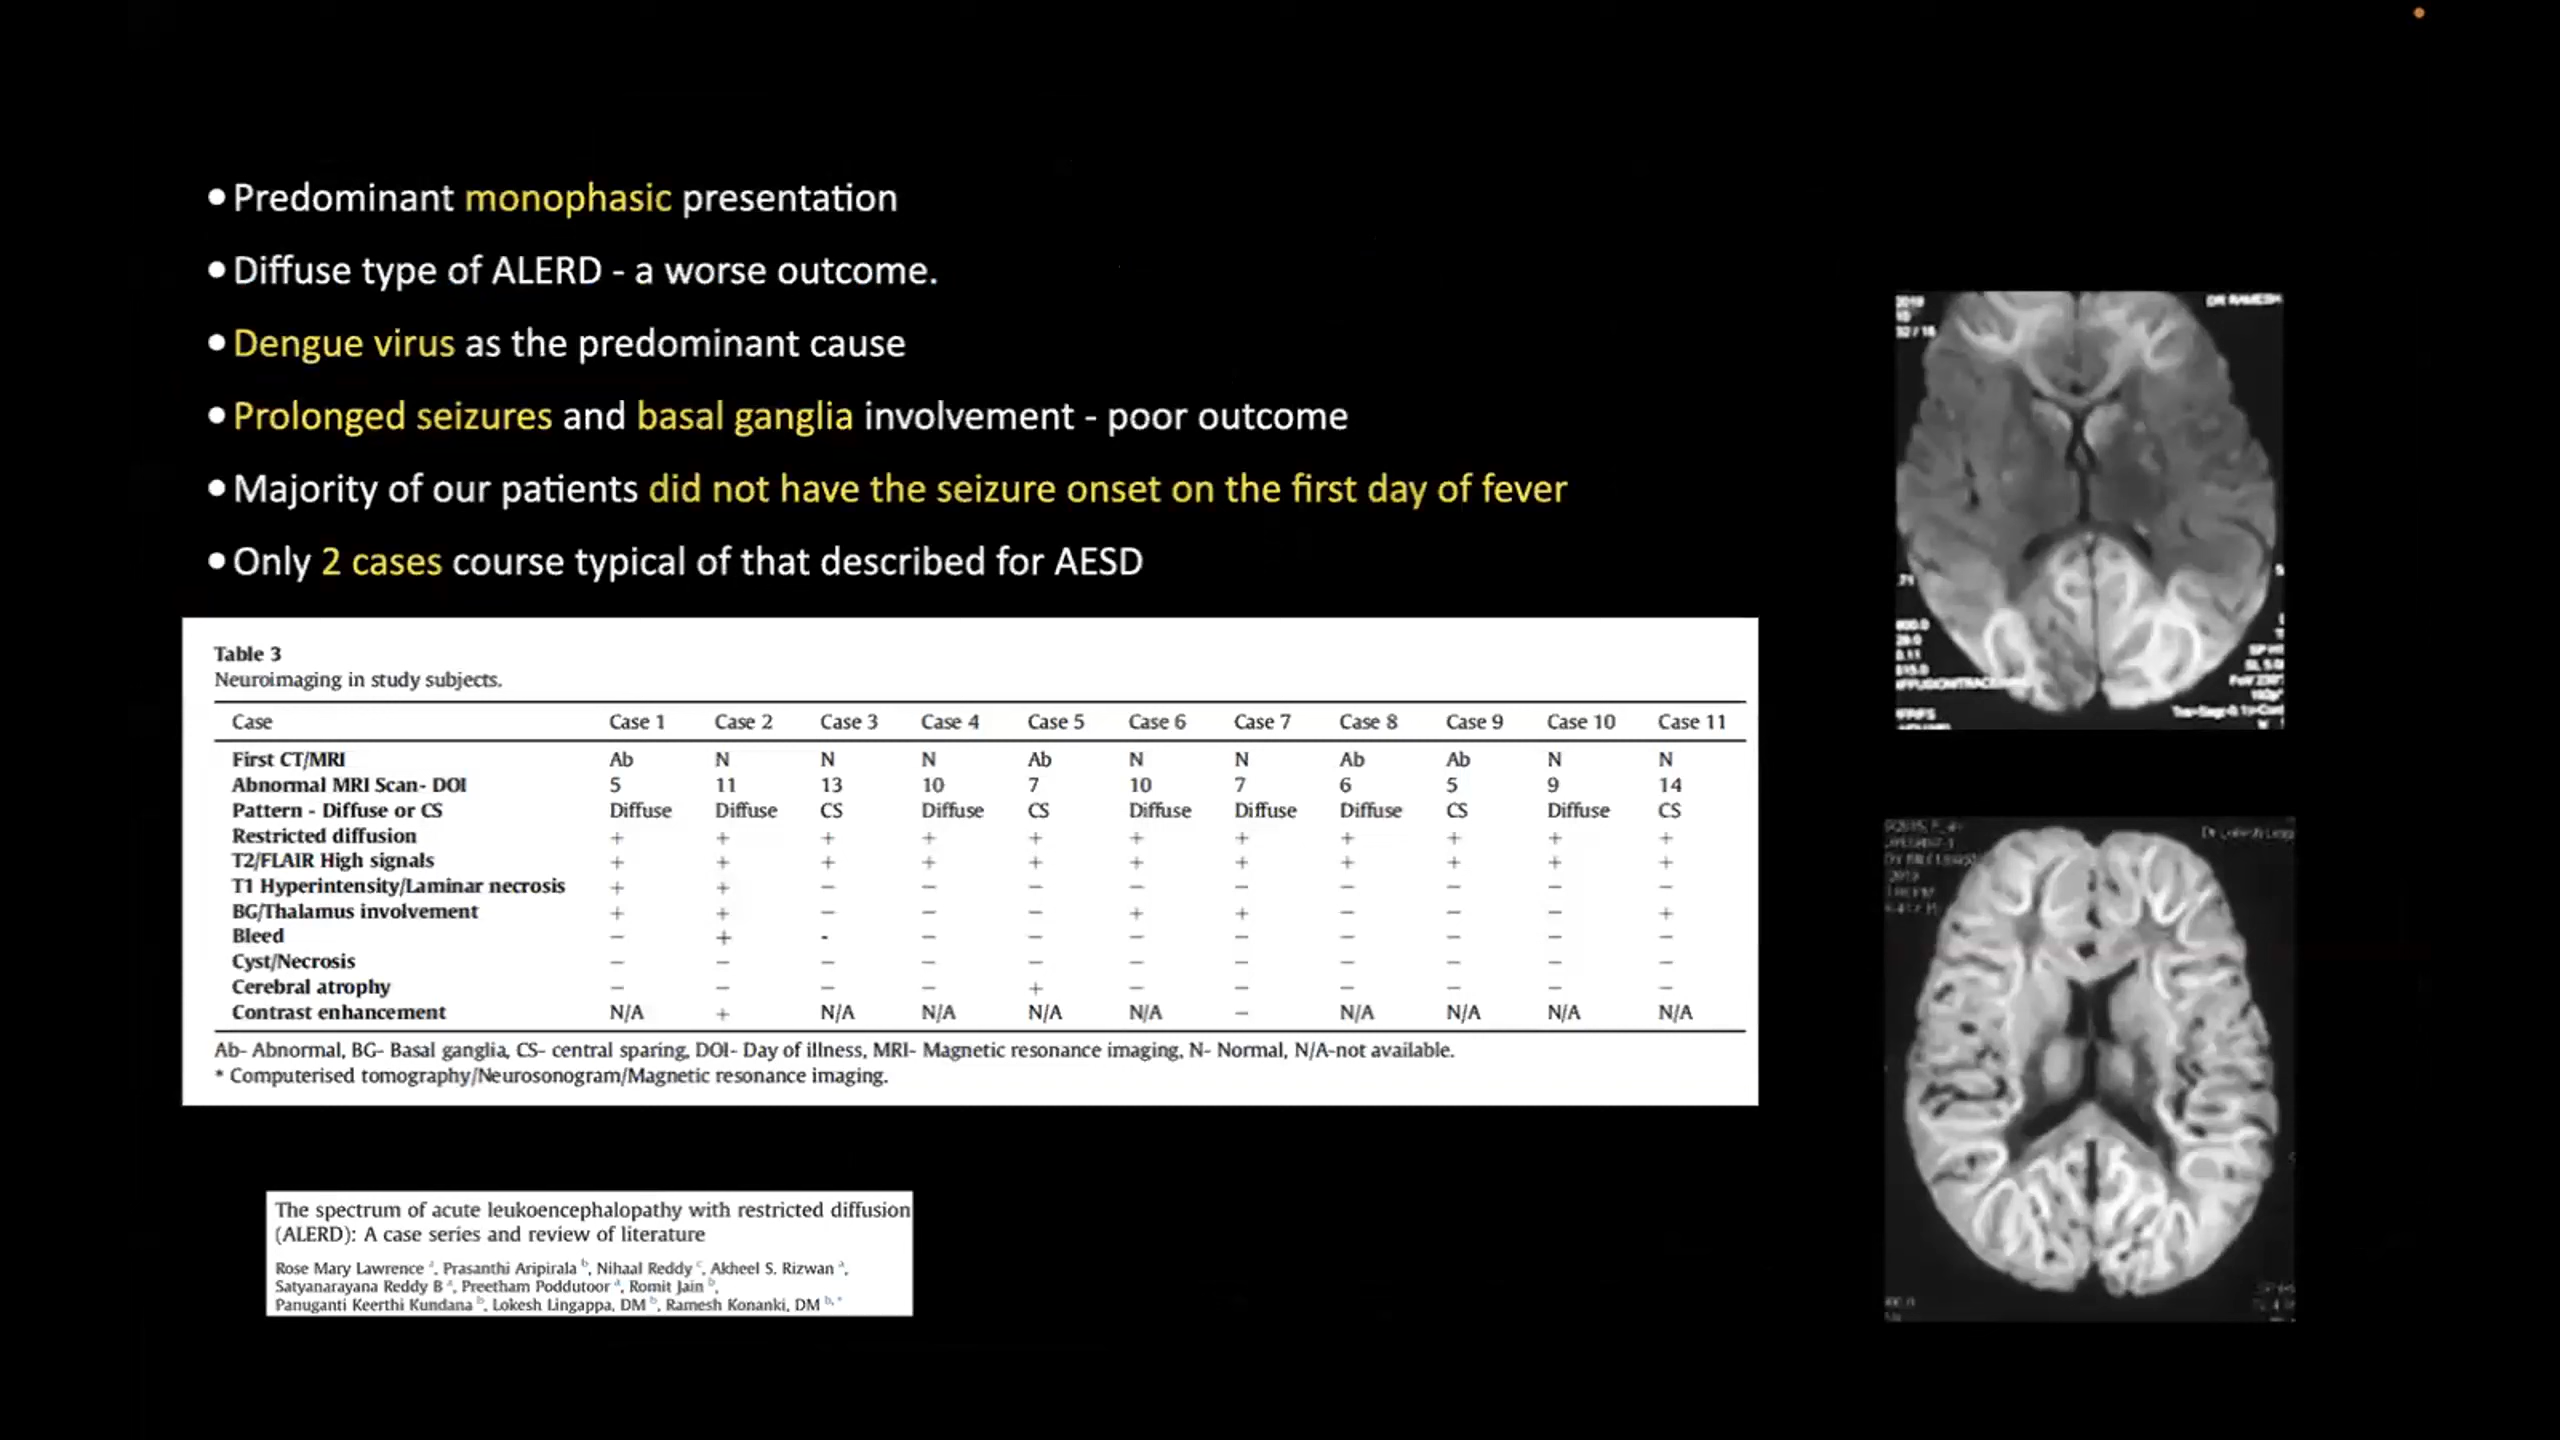 •Predominant monophasic presentation
•Diffuse type of ALERD - a worse outcome.
•Dengue virus as the predominant cause
•Prolonged seizures and basal ganglia involvement - poor outcome
•Majority of our patients did not have the seizure onset on the first day of fever
•Only 2 cases course typical of that described for AESD
Table 3
Neuroimaging in study subjects.
Case Case 1 Case 2 Case 3 Case 4 Case 5 Case 6 Case 7 Case 8 Case 9 Case 10 Case 11
First CT/MRI Ab N N N Ab N N Ab Ab N N
Abnormal MRI Scan- DOI 5 11 13 10 7 10 7 6 5 9 14
Pattern - Diffuse or CS Diffuse Diffuse CS Diffuse CS Diffuse Diffuse Diffuse CS Diffuse CS
Restricted diffusion + + + + + + + + + + +
T2/FLAIR High signals + + + + + + + + + + +
T1 Hyperintensity/Laminar necrosis + + − − − − − − − − −
BG/Thalamus involvement + + − − − + + − − − +
Bleed − + - − − − − − − − −
Cyst/Necrosis − − − − − − − − − − −
Cerebral atrophy − − − − + − − − − − −
Contrast enhancement N/A + N/A N/A N/A N/A − N/A N/A N/A N/A
Ab- Abnormal, BG- Basal ganglia, CS- central sparing, DOI- Day of illness, MRI- Magnetic resonance imaging, N- Normal, N/A-not available.
* Computerised tomography/Neurosonogram/Magnetic resonance imaging.
The spectrum of acute leukoencephalopathy with restricted diffusion
(ALERD): A case series and review of literature
Rose Mary Lawrence a, Prasanthi Aripirala b, Nihaal Reddy c, Akheel S. Rizwan a,
Satyanarayana Reddy B a, Preetham Poddutoor a, Romit Jain b,
Panuganti Keerthi Kundana b, Lokesh Lingappa, DM b, Ramesh Konanki, DM b,*
2019
DR RAMESH